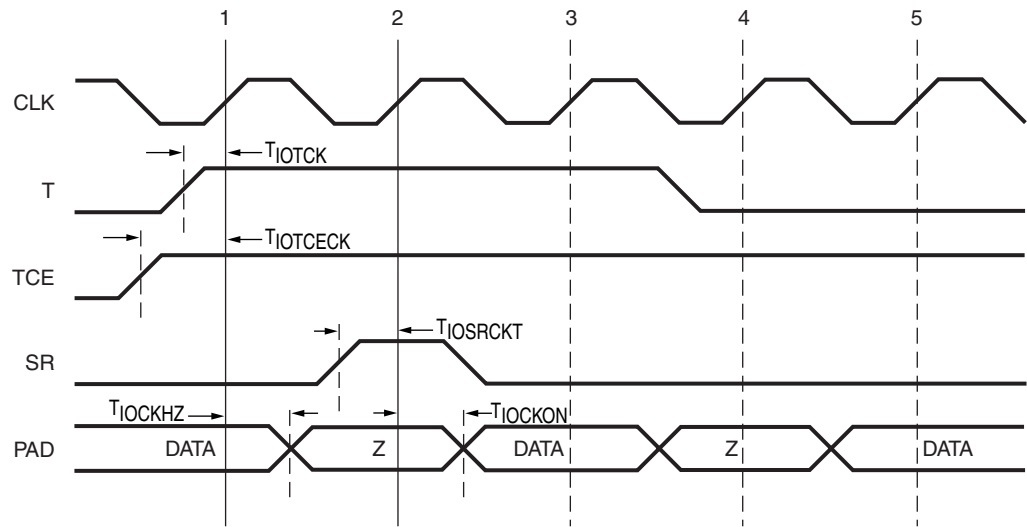 1 2 3 4 5
CLK
TIOTCK
T
TIOTCECK
TCE
TIOSRCKT
SR
TIOCKHZ TIOCKON
PAD DATA Z DATA Z DATA